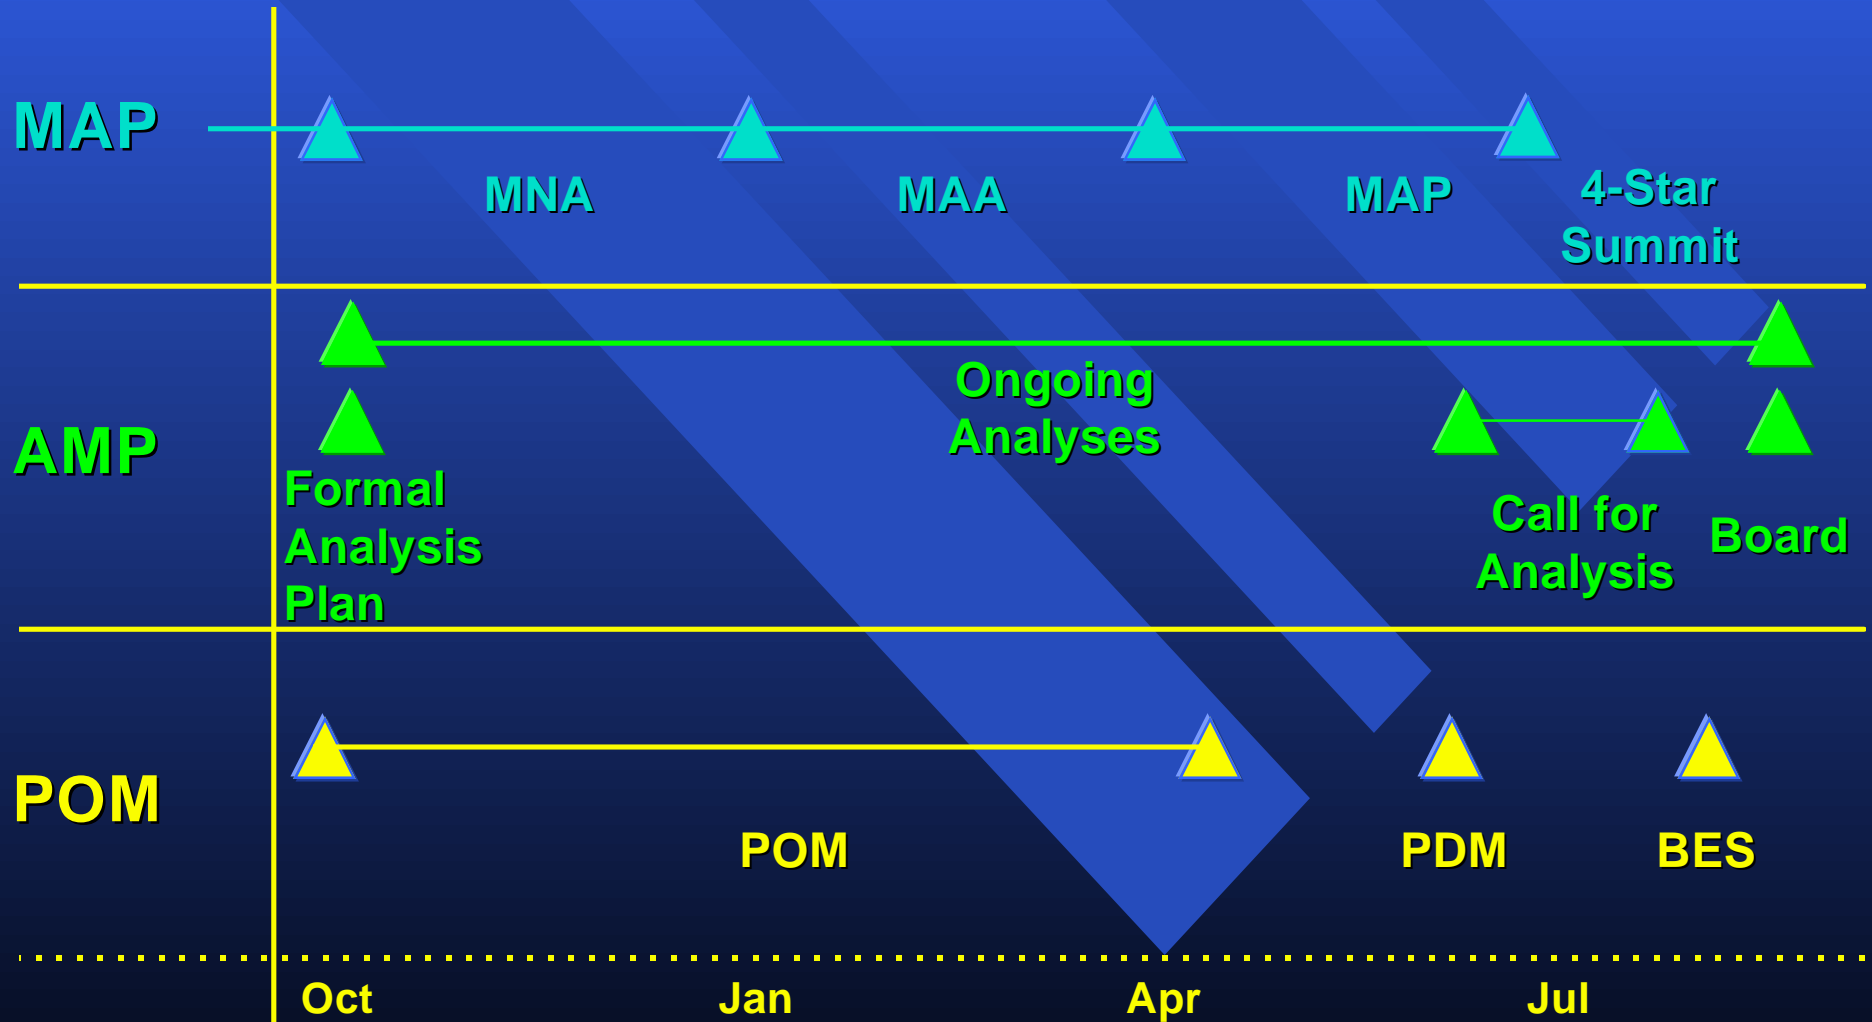 MAP
MNA
MAA
MAP
4-Star
Summit
AMP
Ongoing
Analyses
Formal
Analysis
Plan
Call for
Analysis
Board
POM
POM
PDM
BES
Oct
Jan
Apr
Jul